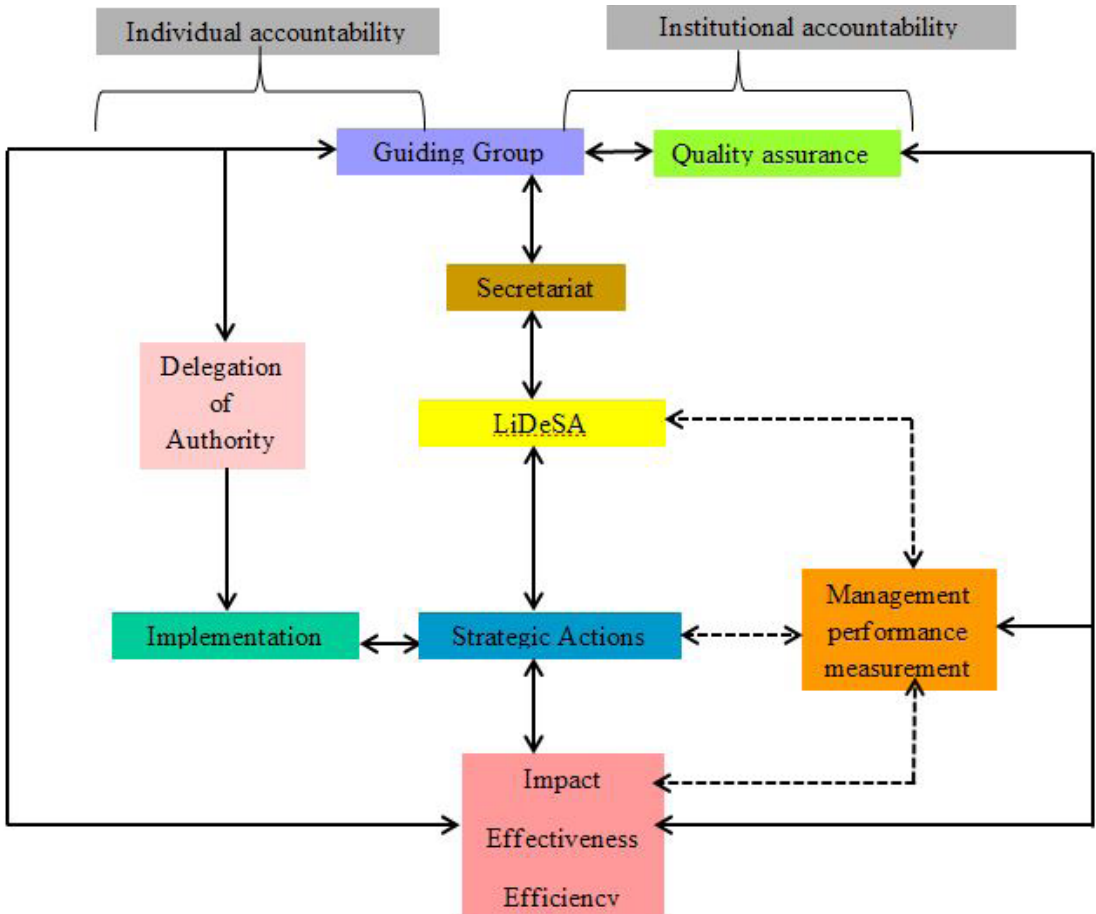 Individual accountability
Institutional accountability
Guiding Group
Quality assurance
Secretariat
Delegation
of
Authority
LiDeSA
Implementation
Strategic Actions
Management
performance
measurement
Impact
Effectiveness
Efficiency